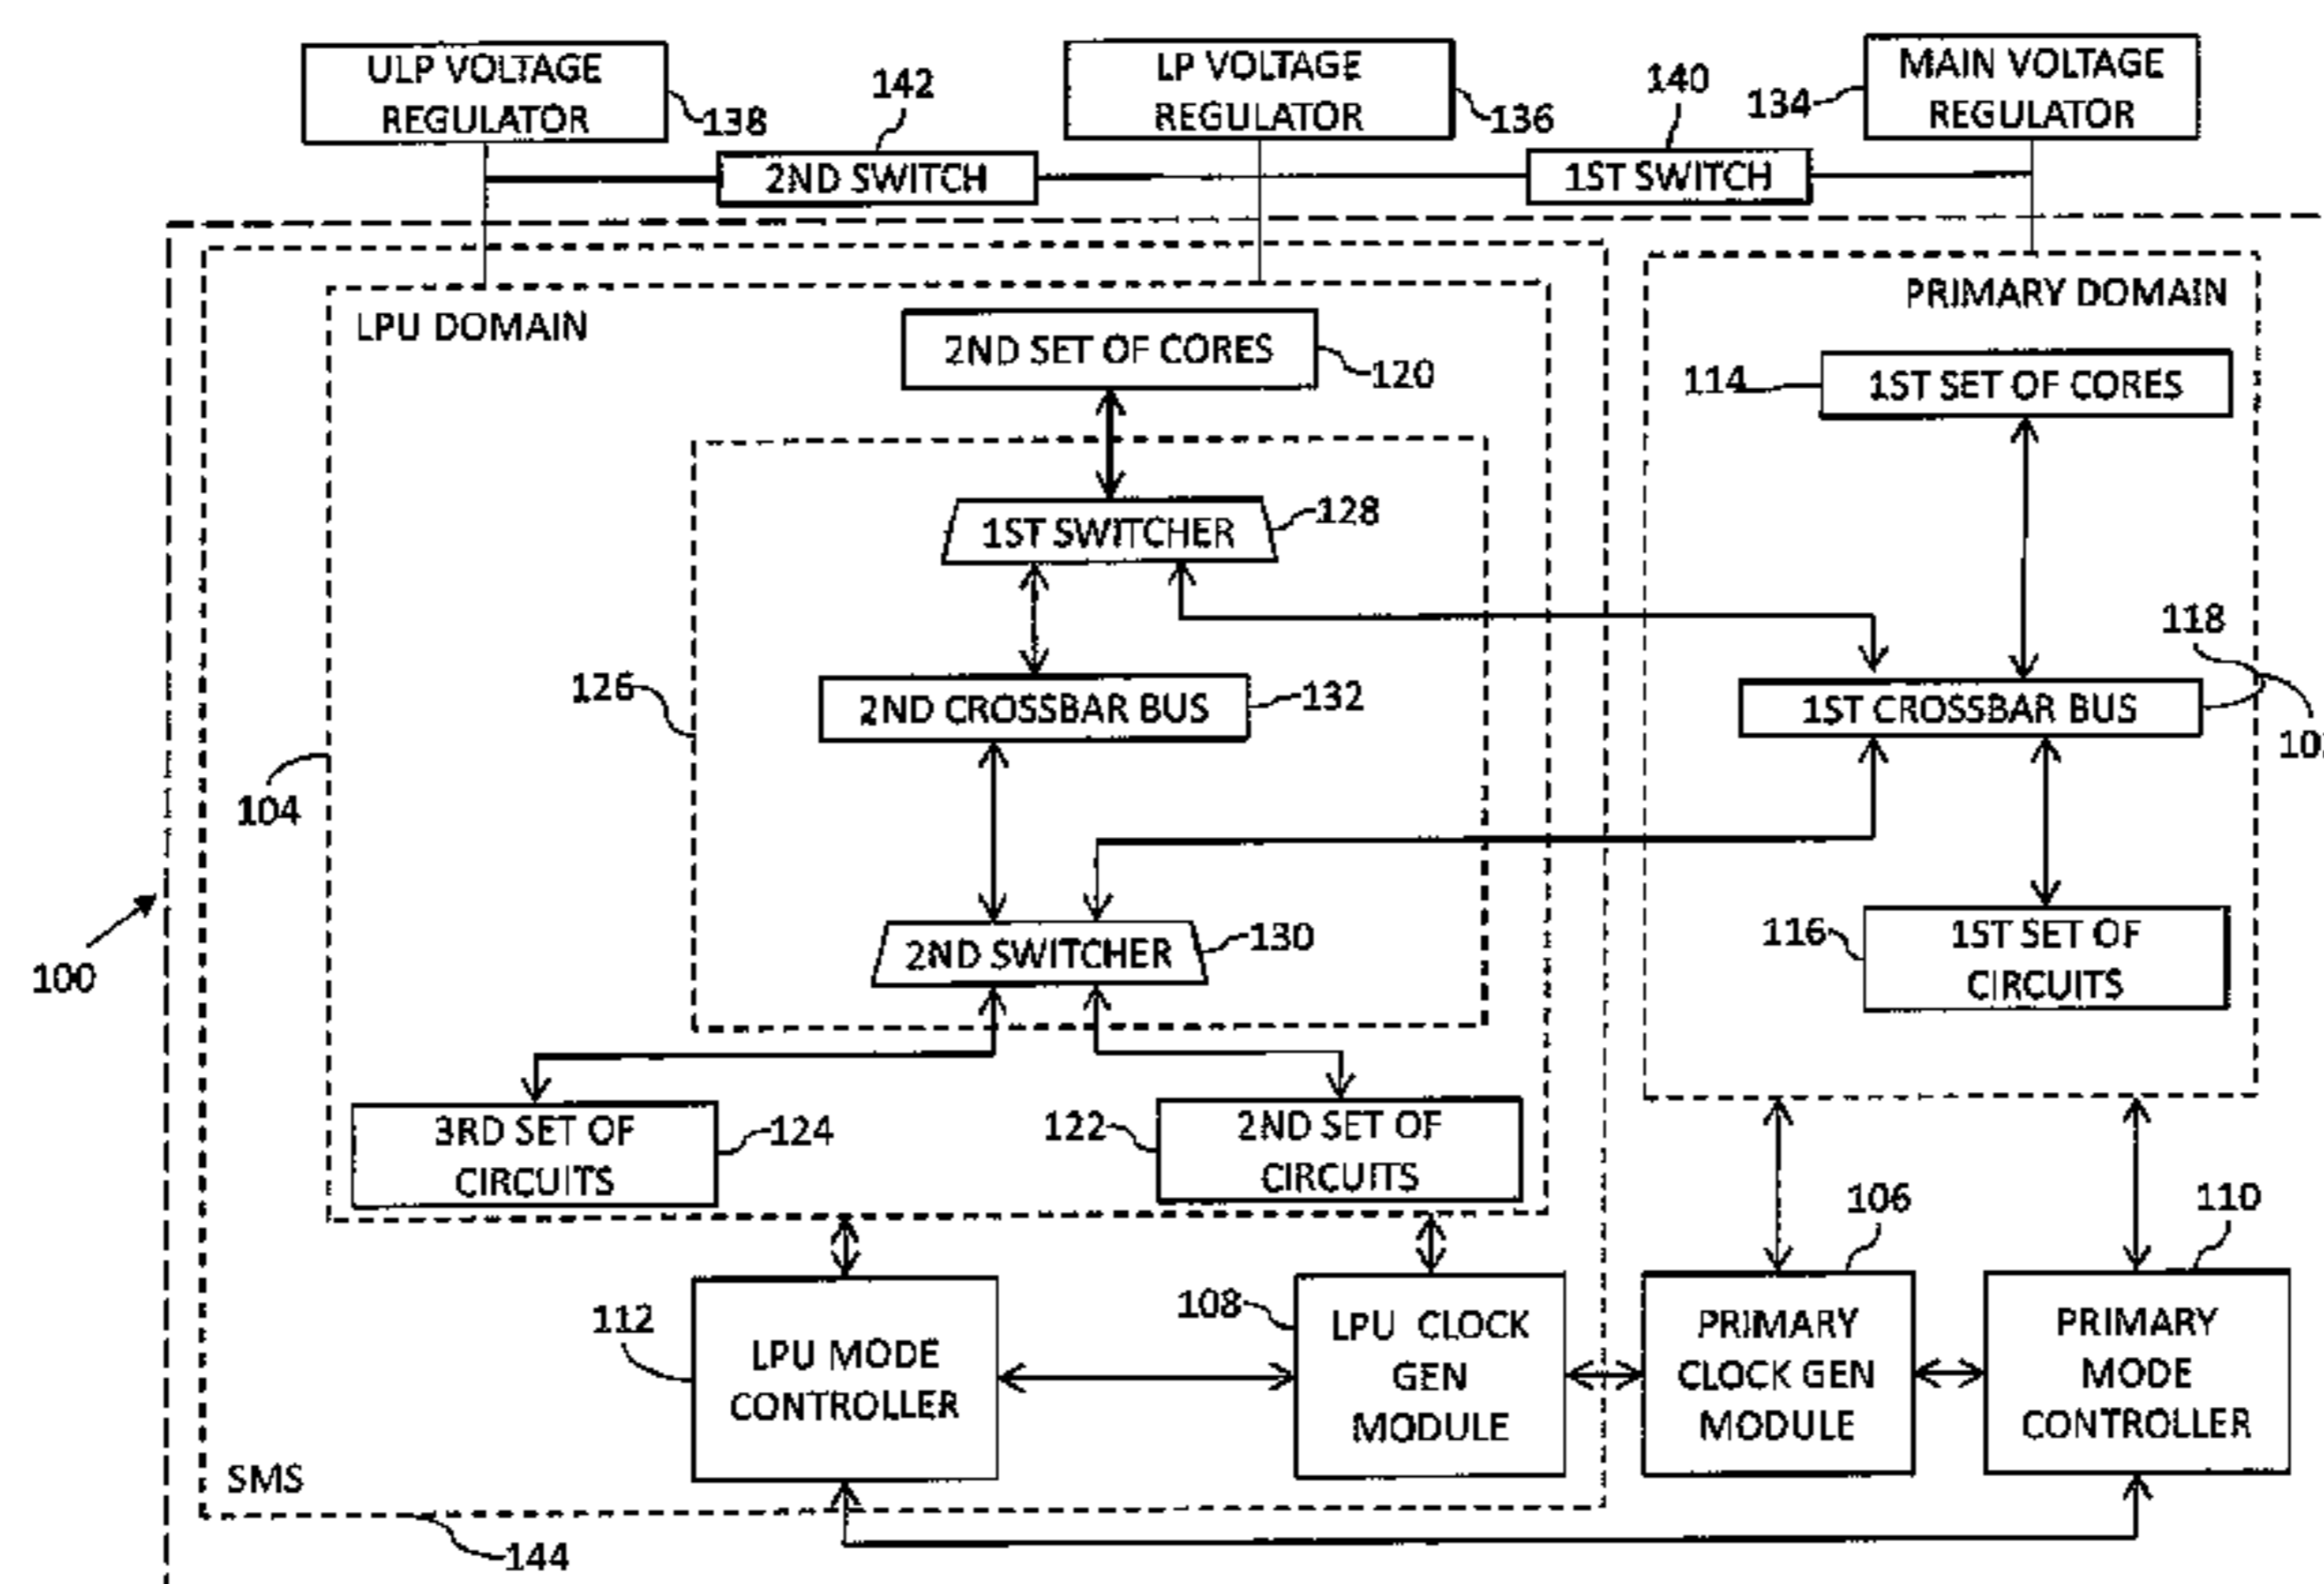 ULP VOLTAGE
REGULATOR
138
142
2ND SWITCH
LP VOLTAGE
REGULATOR
136
140
1ST SWITCH
134
MAIN VOLTAGE
REGULATOR
LPU DOMAIN
2ND SET OF CORES
120
PRIMARY DOMAIN
114
1ST SET OF CORES
1ST SWITCHER
128
118
126
2ND CROSSBAR BUS
132
1ST CROSSBAR BUS
104
100
2ND SWITCHER
130
116
1ST SET OF
CIRCUITS
3RD SET OF
CIRCUITS
124
122
2ND SET OF
CIRCUITS
106
110
112
LPU MODE
CONTROLLER
108
LPU CLOCK
GEN
MODULE
PRIMARY
CLOCK GEN
MODULE
PRIMARY
MODE
CONTROLLER
SMS
144